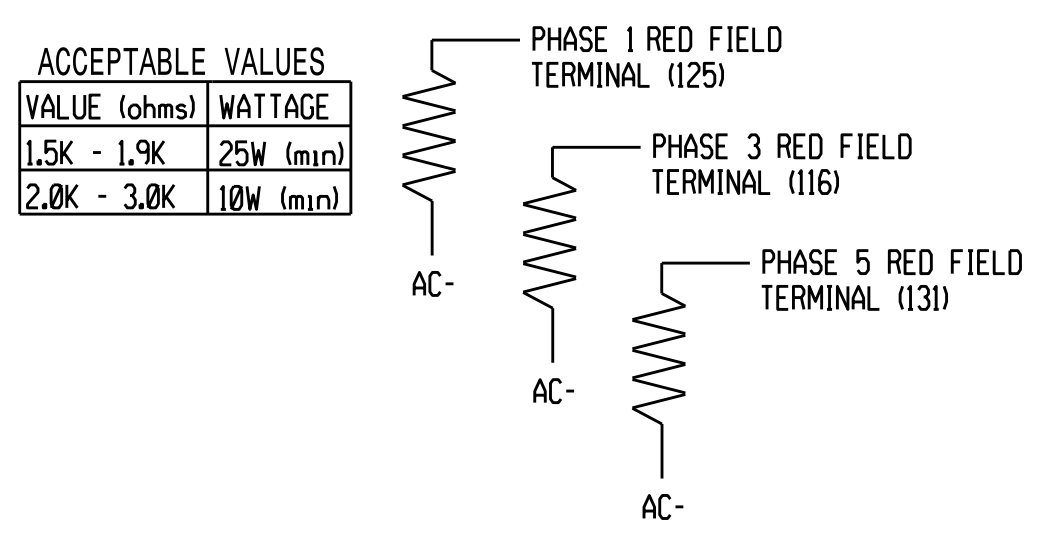 ACCEPTABLE VALUES
VALUE (ohms) WATTAGE
1.5K - 1.9K 25W (min)
2.0K - 3.0K 10W (min)
PHASE 1 RED FIELD
TERMINAL (125)
AC-
PHASE 3 RED FIELD
TERMINAL (116)
AC-
PHASE 5 RED FIELD
TERMINAL (131)
AC-